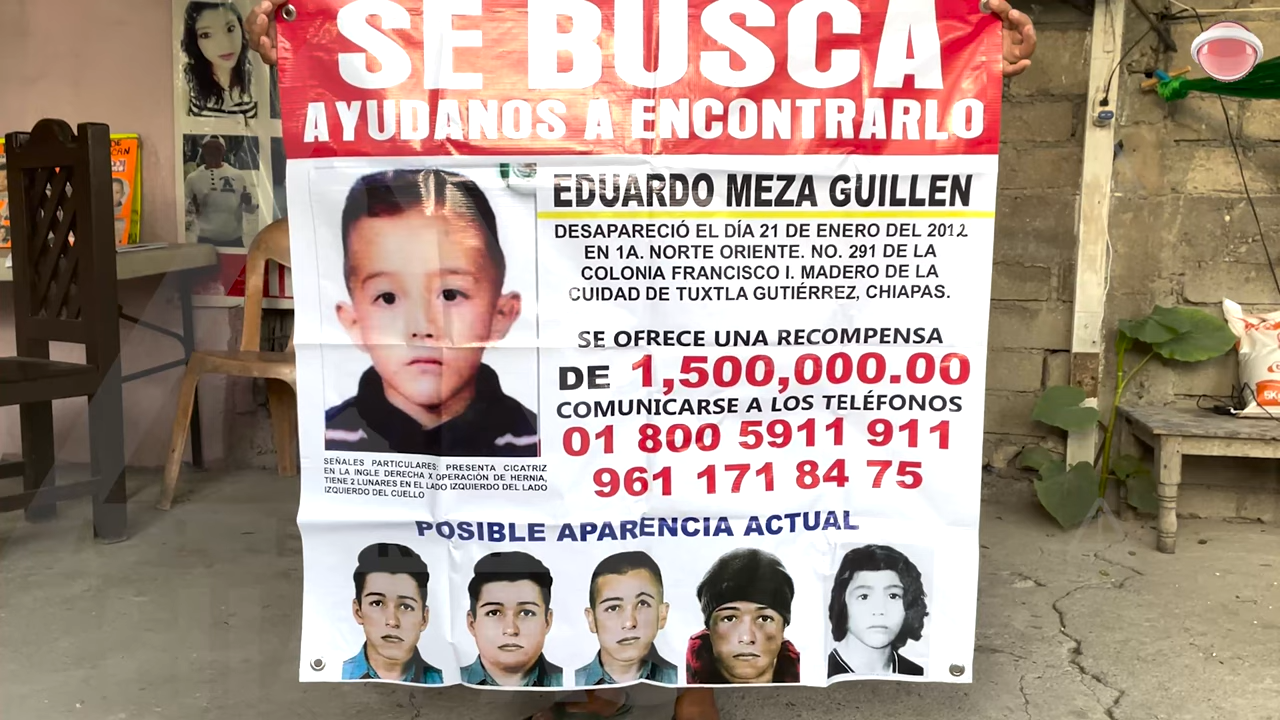 SE BUSCA
AYUDANOS A ENCONTRARLO
EDUARDO MEZA GUILLEN
DESAPARECIÓ EL DÍA 21 DE ENERO DEL 2012
EN 1A. NORTE ORIENTE. NO. 291 DE LA
COLONIA FRANCISCO I. MADERO DE LA
CUIDAD DE TUXTLA GUTIÉRREZ, CHIAPAS.
SE OFRECE UNA RECOMPENSA
DE 1,500,000.00
COMUNICARSE A LOS TELÉFONOS
01 800 5911 911
961 171 84 75
SEÑALES PARTICULARES: PRESENTA CICATRIZ
EN LA INGLE DERECHA X OPERACIÓN DE HERNIA,
TIENE 2 LUNARES EN EL LADO IZQUIERDO DEL LADO
IZQUIERDO DEL CUELLO
POSIBLE APARENCIA ACTUAL